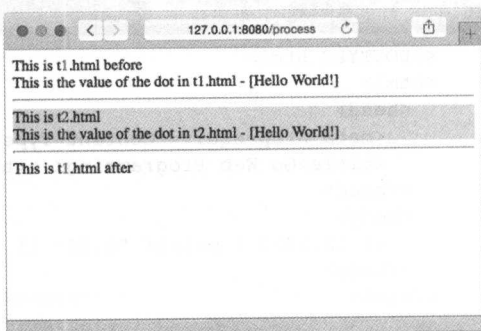 127.0.0.1:8080/process
This is t1.html before
This is the value of the dot in t1.html - [Hello World!]
This is t2.html
This is the value of the dot in t2.html - [Hello World!]
This is t1.html after